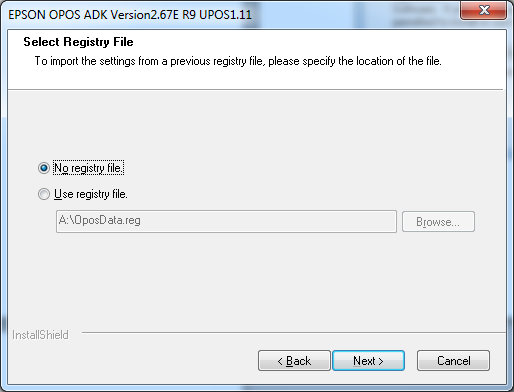 EPSON OPOS ADK Version2.67E R9 UPOS1.11
Select Registry File
To import the settings from a previous registry file, please specify the location of the file.
No registry file.
Use registry file.
A:\OposData.reg
Browse...
InstallShield
< Back
Next >
Cancel